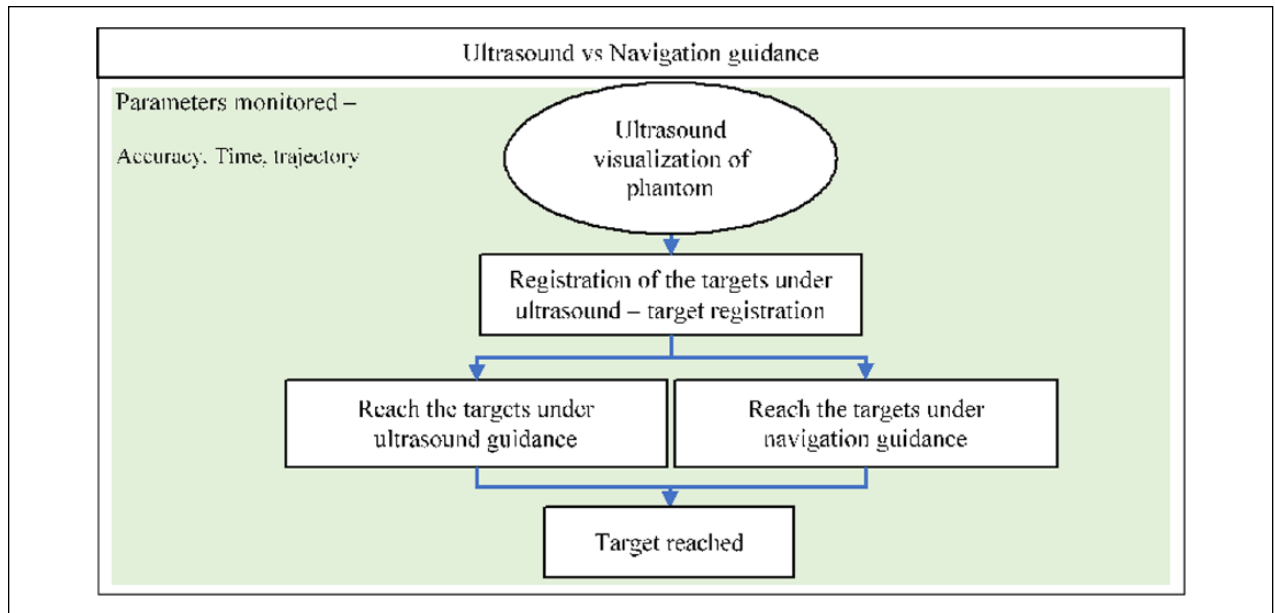 Ultrasound vs Navigation guidance
Parameters monitored –
Accuracy. Time, trajectory
Ultrasound
visualization of
phantom
Registration of the targets under
ultrasound – target registration
Reach the targets under
ultrasound guidance
Reach the targets under
navigation guidance
Target reached